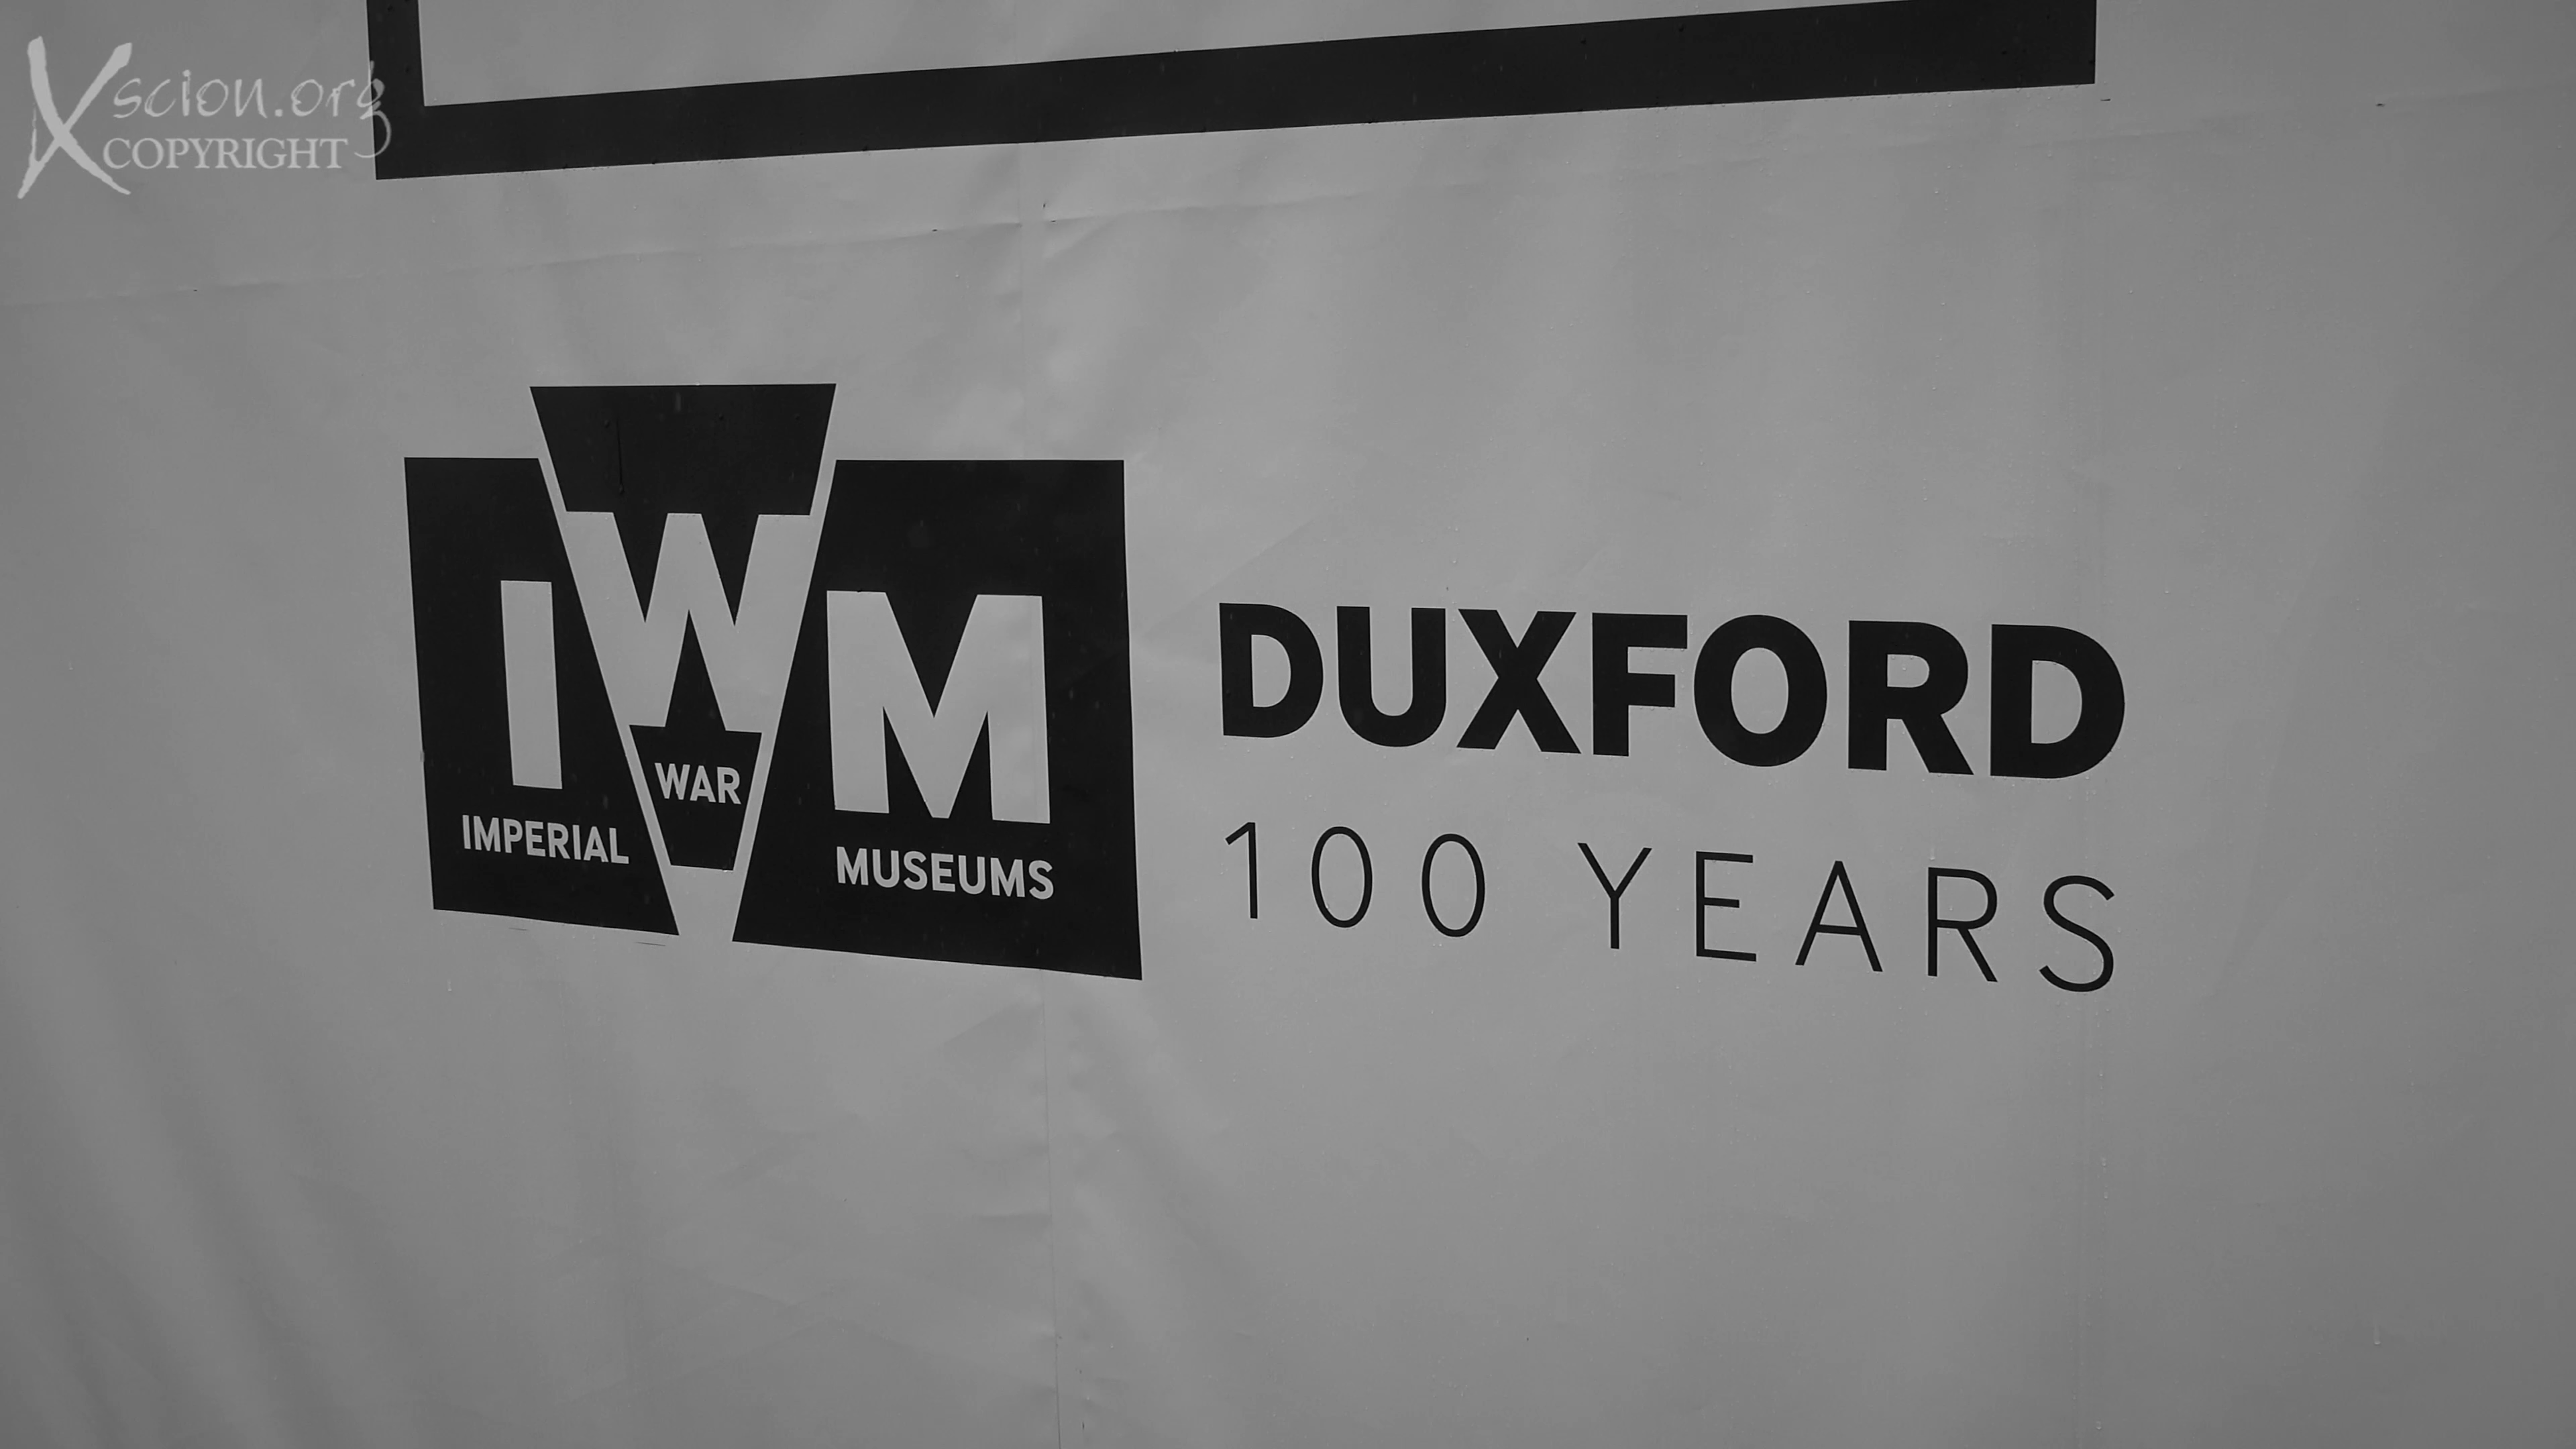 Xscion.org
COPYRIGHT
IWM
IMPERIAL WAR MUSEUMS
DUXFORD
100 YEARS